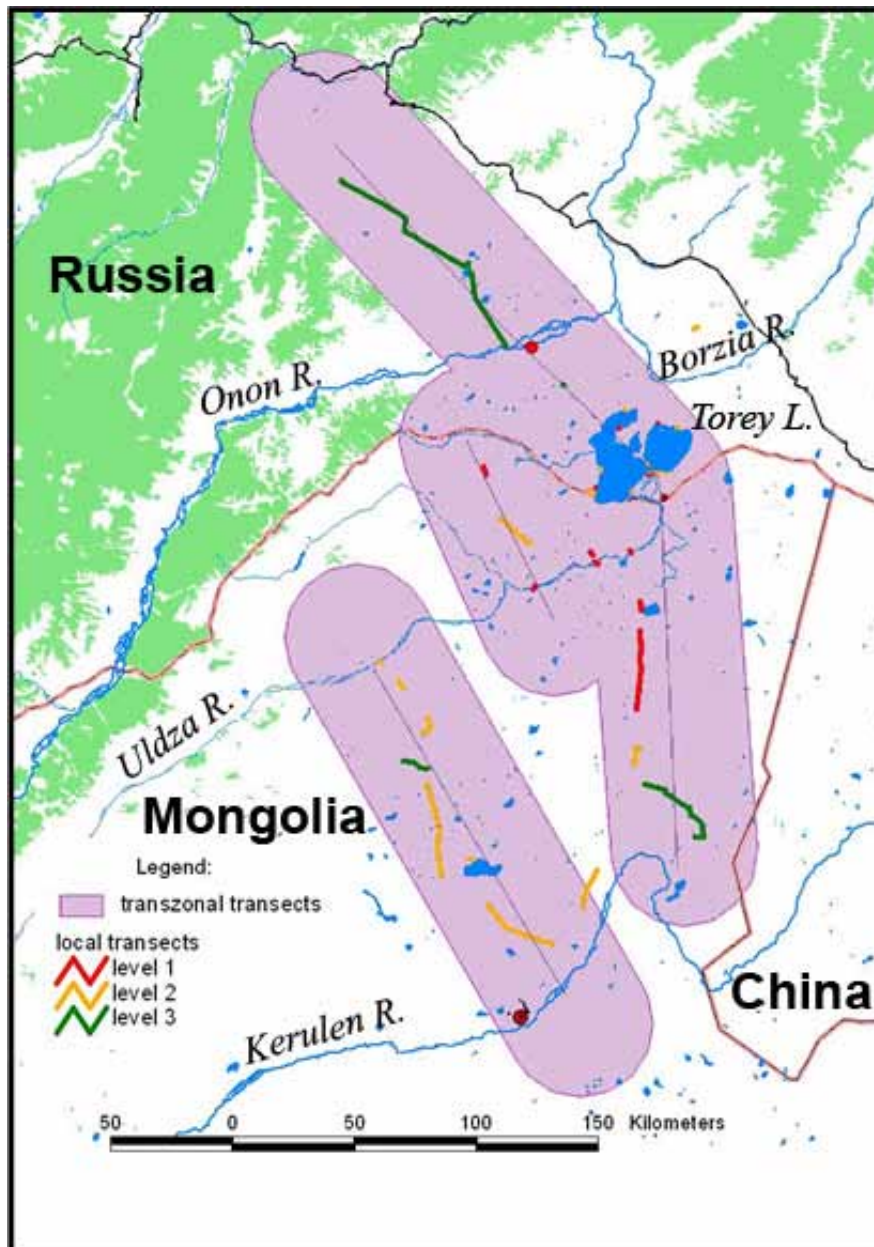 Russia
Onon R.
Borzia R.
Torey L.
Uldza R.
Mongolia
Legend:
transzonal transects
local transects
level 1
level 2
level 3
China
Kerulen R.
50 0 50 100 150 Kilometers